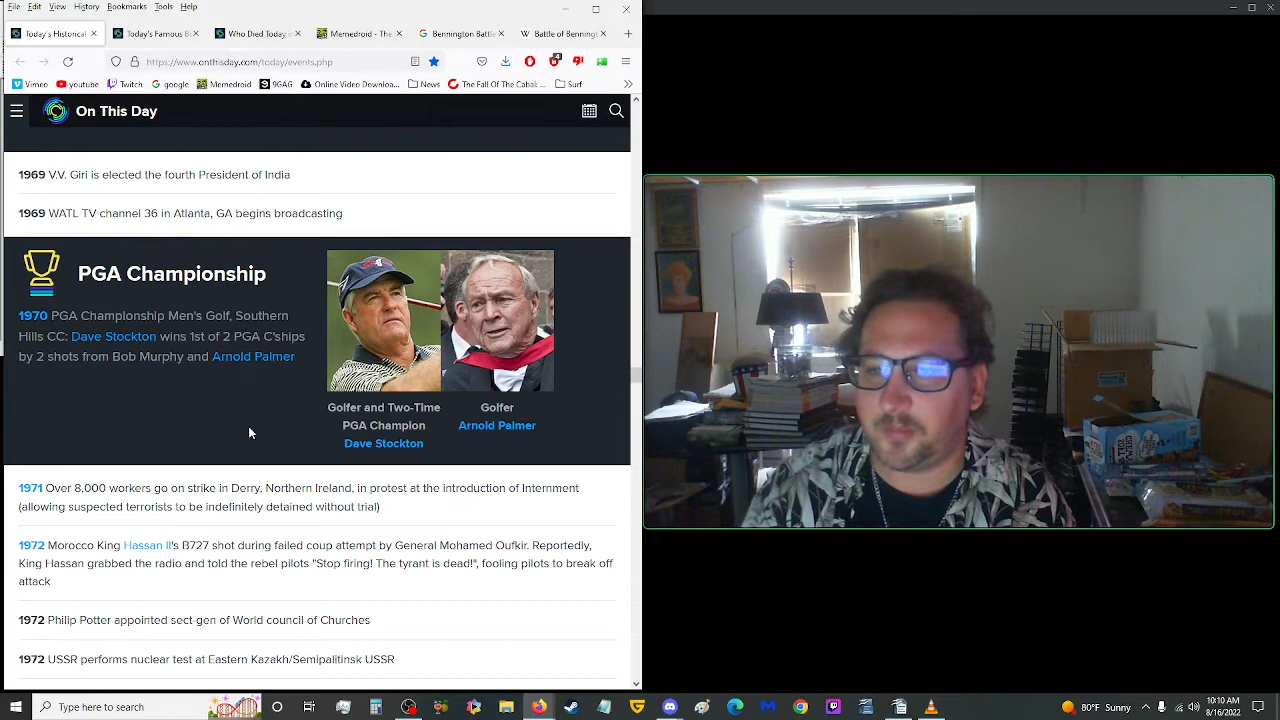 File Edit View History Bookmarks Tools Help
Today's Historical
Today's Famous Bi
Who Died Today
Memedroid - The
Bennington Battle
Battle of Benningt
https://www.onthisday.com/today/events.php
Vimeo youtube Twitch google Memedroid 9GAG Online Video Downloa... News The Fall Of The Cabal:... Surf
On This Day
1969 V.V. Giri is elected the fourth President of India
1969 WATL TV channel 36 in Atlanta, GA begins broadcasting
PGA Championship
1970 PGA Championship Men's Golf, Southern
Hills CC: Dave Stockton wins 1st of 2 PGA C'ships
by 2 shots from Bob Murphy and Arnold Palmer
Golfer and Two-Time
PGA Champion
Dave Stockton
Golfer
Arnold Palmer
1971 Over 8,000 workers go on strike in Derry, Northern Ireland, in protest at the introduction of Internment
(allowing suspected terrorists to be indefinitely detained without trial)
1972 Morocco King Hassan II's B727 shot during failed coup attempt by General Mohamed Oufkir. Reportedly,
King Hassan grabbed the radio and told the rebel pilots "Stop firing! The tyrant is dead!", fooling pilots to break off
attack
1972 Philip Potter appointed sect-gen of World council of Churches
1972 USSR performs nuclear test at Eastern Kazakh/Semipalitinsk USSR
Type here to search
80°F Sunny
10:10 AM
8/16/2022